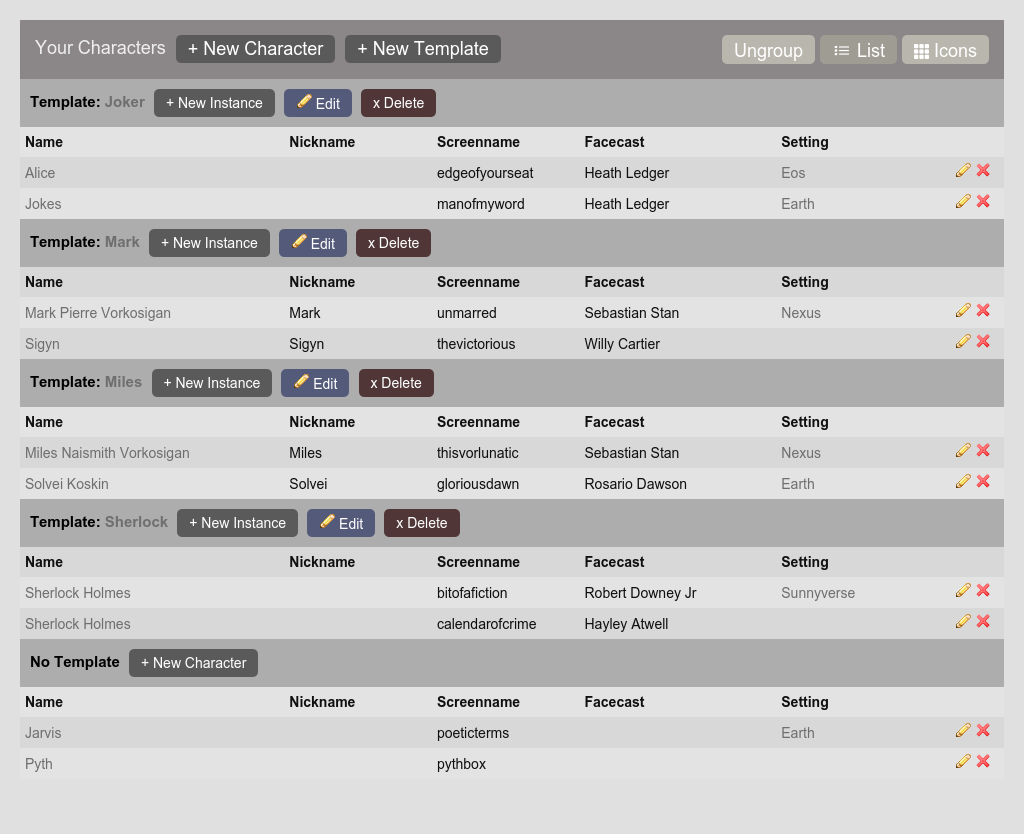 Your Characters + New Character + New Template Ungroup List Icons
Template: Joker + New Instance Edit x Delete
Name Nickname Screenname Facecast Setting
Alice edgeofyourseat Heath Ledger Eos
Jokes manofmyword Heath Ledger Earth
Template: Mark + New Instance Edit x Delete
Name Nickname Screenname Facecast Setting
Mark Pierre Vorkosigan Mark unmarred Sebastian Stan Nexus
Sigyn Sigyn thevictorious Willy Cartier
Template: Miles + New Instance Edit x Delete
Name Nickname Screenname Facecast Setting
Miles Naismith Vorkosigan Miles thisvorlunatic Sebastian Stan Nexus
Solvei Koskin Solvei gloriousdawn Rosario Dawson Earth
Template: Sherlock + New Instance Edit x Delete
Name Nickname Screenname Facecast Setting
Sherlock Holmes bitofafiction Robert Downey Jr Sunnyverse
Sherlock Holmes calendarofcrime Hayley Atwell
No Template + New Character
Name Nickname Screenname Facecast Setting
Jarvis poeticterms Earth
Pyth pythbox